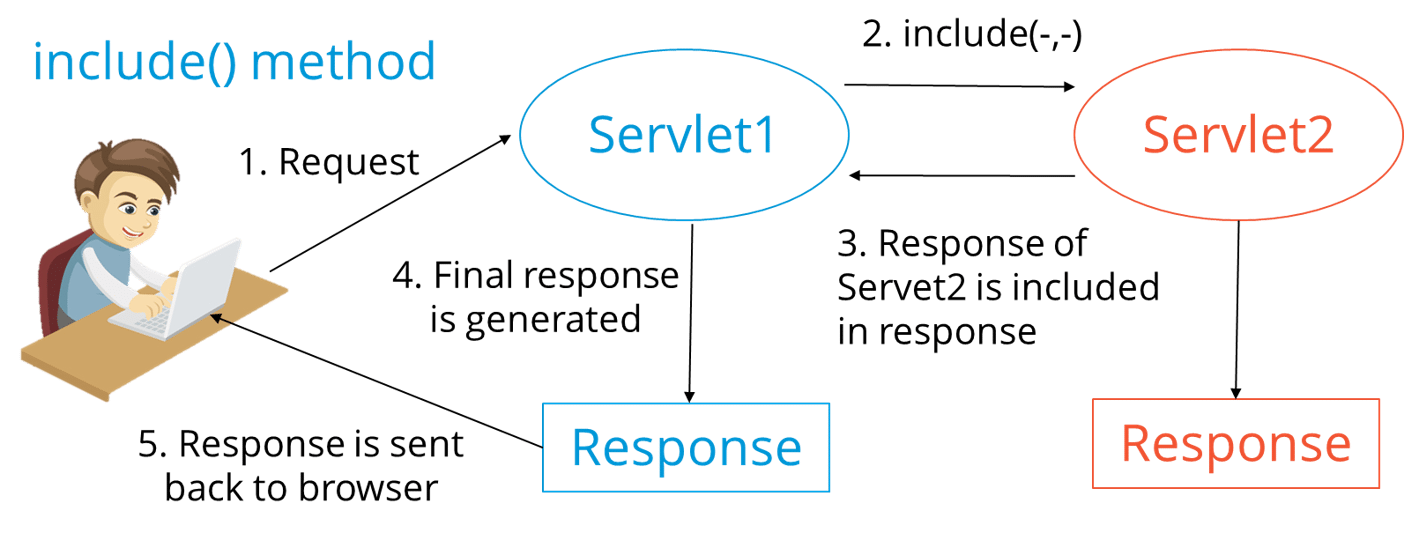 include() method
1. Request
Servlet1
2. include(-,-)
Servlet2
3. Response of
Servet2 is included
in response
4. Final response
is generated
Response
Response
5. Response is sent
back to browser